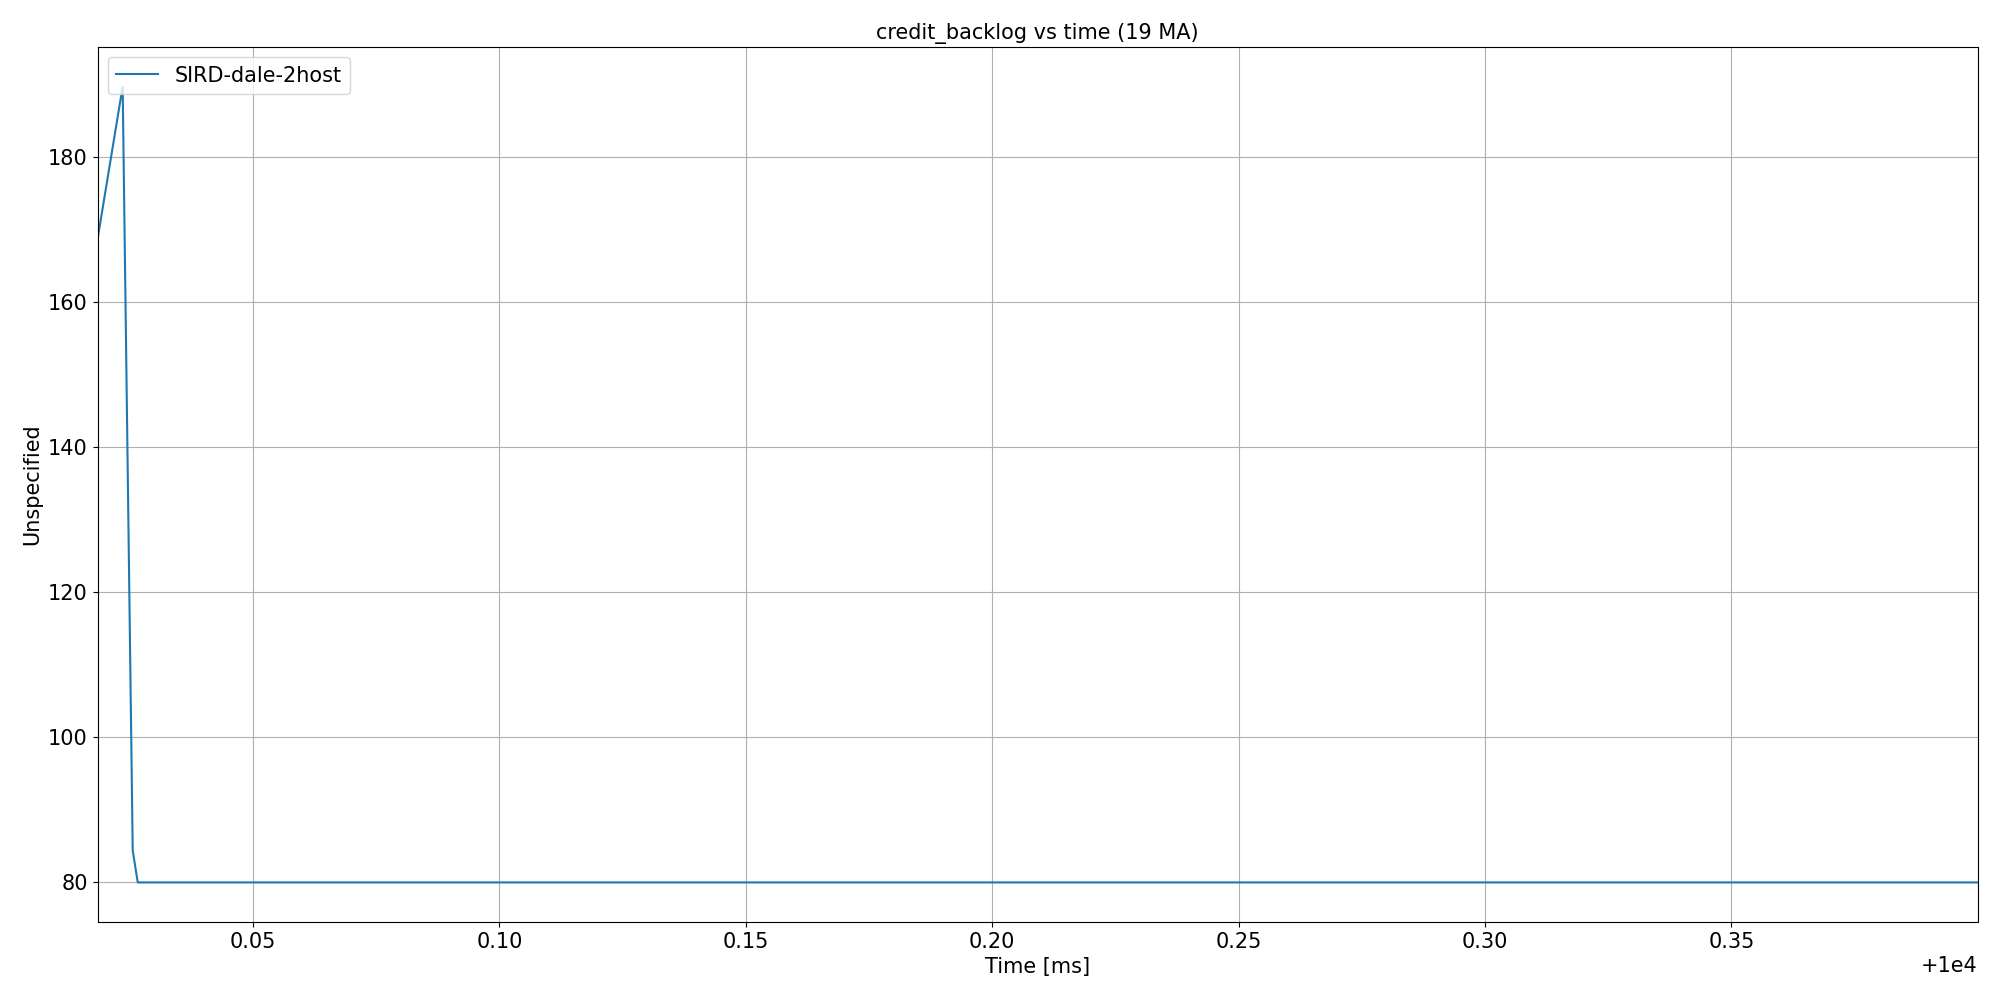 credit_backlog vs time (19 MA)
SIRD-dale-2host
180
160
140
120
100
80
Unspecified
0.05 0.10 0.15 0.20 0.25 0.30 0.35
Time [ms]
+1e4